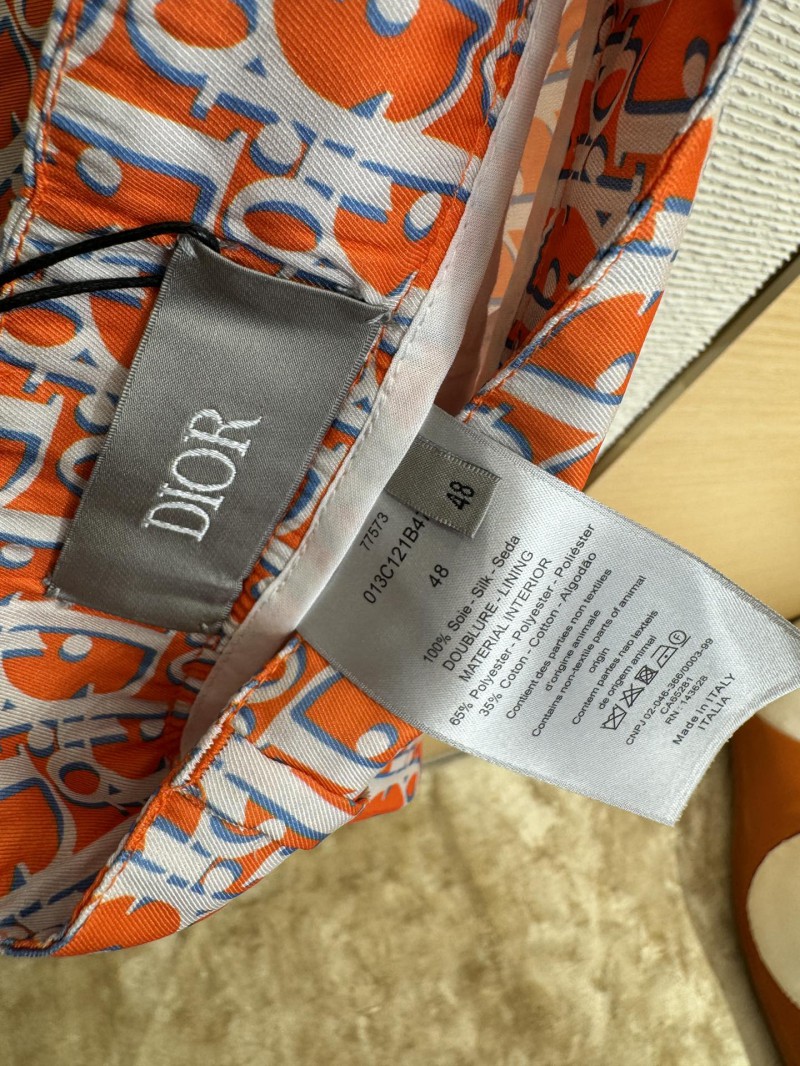 DIOR
48
77573
013C121B4
48
100% Soie - Silk - Seda
DOUBLURE - LINING
MATERIAL INTERIOR
65% Polyester - Polyester - Poliéster
35% Coton - Cotton - Algodão
Contient des parties non textiles
d'origine animale
Contains non-textile parts of animal
origin
Contem partes nao texteis
de origem animal
CNPJ 02-046-366/0003-99
CA65281
RN: 143628
Made in ITALY
ITALIA